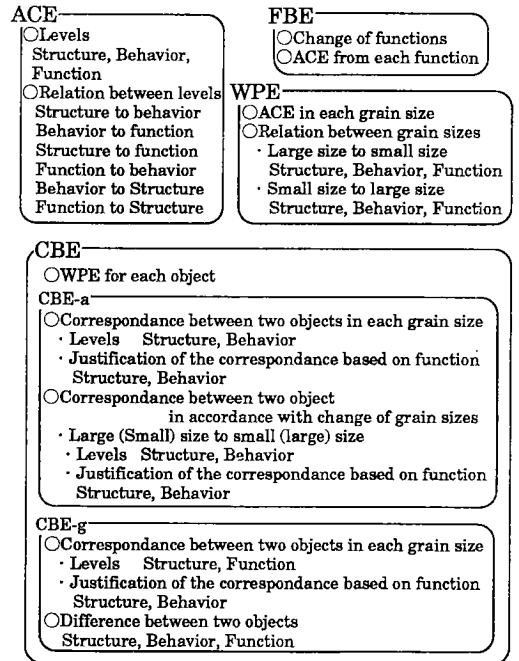 ACE
○Levels
Structure, Behavior,
Function
○Relation between levels
Structure to behavior
Behavior to function
Structure to function
Function to behavior
Behavior to Structure
Function to Structure
FBE
○Change of functions
○ACE from each function
WPE
○ACE in each grain size
○Relation between grain sizes
・Large size to small size
Structure, Behavior, Function
・Small size to large size
Structure, Behavior, Function
CBE
○WPE for each object
CBE-a
○Correspondance between two objects in each grain size
・Levels Structure, Behavior
・Justification of the correspondance based on function
Structure, Behavior
○Correspondance between two object
in accordance with change of grain sizes
・Large (Small) size to small (large) size
・Levels Structure, Behavior
・Justification of the correspondance based on function
Structure, Behavior
CBE-g
○Correspondance between two objects in each grain size
・Levels Structure, Function
・Justification of the correspondance based on function
Structure, Behavior
○Difference between two objects
Structure, Behavior, Function